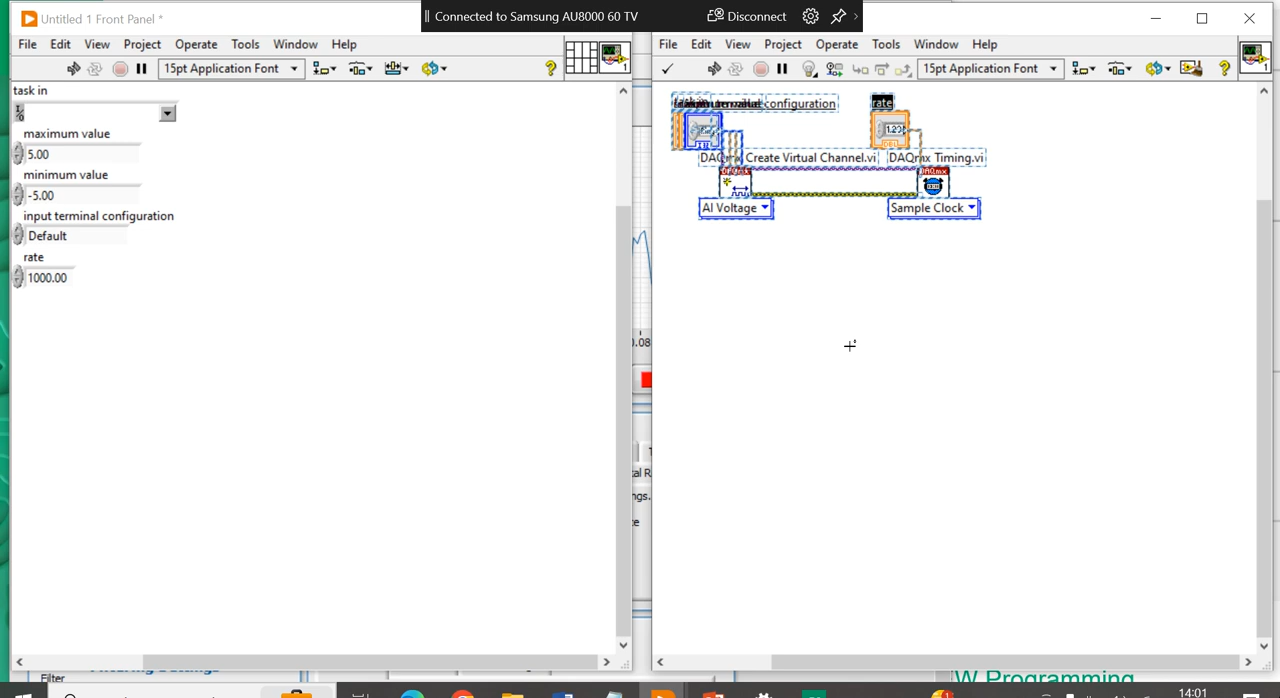 Connected to Samsung AU8000 60 TV Disconnect
Untitled 1 Front Panel *
File Edit View Project Operate Tools Window Help
15pt Application Font
task in
maximum value
5.00
minimum value
-5.00
input terminal configuration
Default
rate
1000.00
File Edit View Project Operate Tools Window Help
15pt Application Font
configuration
rate
1.23
DBL
DAQmx Create Virtual Channel.vi
DAQmx Timing.vi
AI Voltage
Sample Clock
Filter
W Programming
14:01